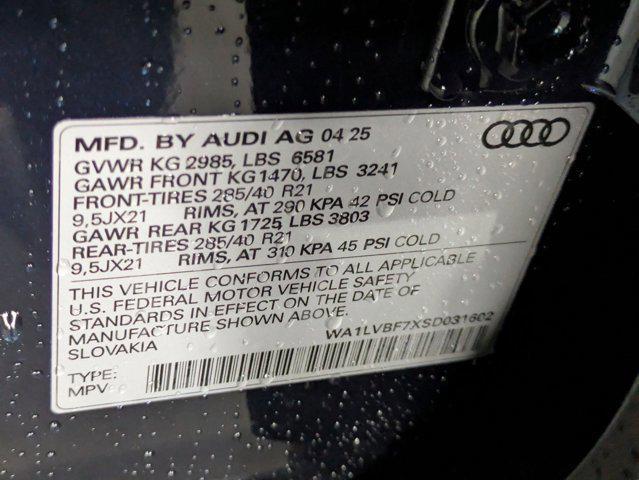 MFD. BY AUDI AG 04 25
GVWR KG 2985, LBS 6581
GAWR FRONT KG 1470, LBS 3241
FRONT-TIRES 285/40 R21
9,5JX21 RIMS, AT 290 KPA 42 PSI COLD
GAWR REAR KG 1725, LBS 3803
REAR-TIRES 285/40 R21
9,5JX21 RIMS, AT 310 KPA 45 PSI COLD
THIS VEHICLE CONFORMS TO ALL APPLICABLE
U.S. FEDERAL MOTOR VEHICLE SAFETY
STANDARDS IN EFFECT ON THE DATE OF
MANUFACTURE SHOWN ABOVE.
SLOVAKIA
WA1LVBF7XSD031602
TYPE:
MPV